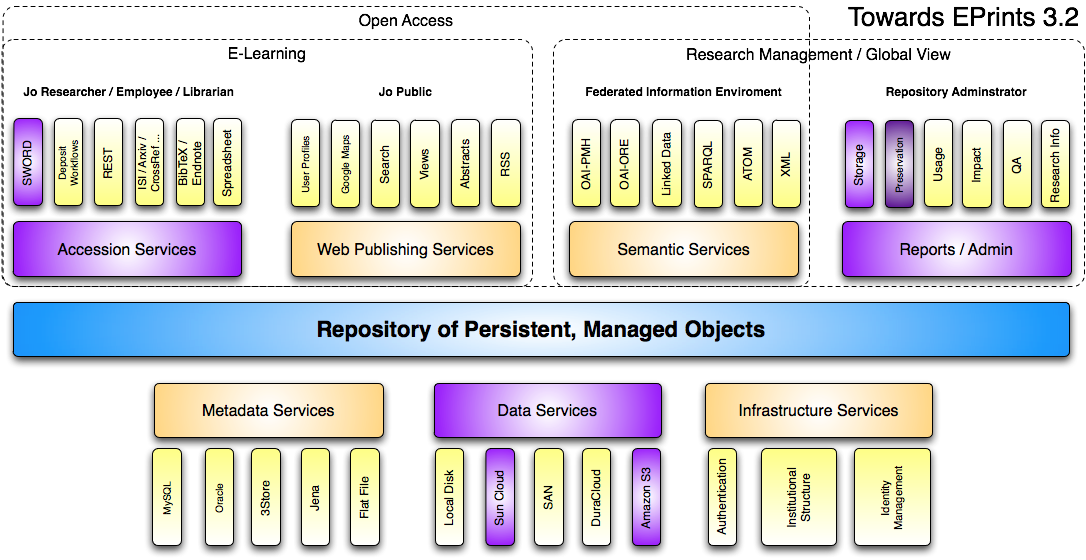 Towards EPrints 3.2
Open Access
E-Learning
Research Management / Global View
Jo Researcher / Employee / Librarian
Jo Public
Federated Information Enviroment
Repository Adminstrator
SWORD
Deposit
Workflows
REST
ISI / Arxiv /
CrossRef ...
BibTeX /
Endnote
Spreadsdheet
User Profiles
Google Maps
Search
Views
Abstracts
RSS
OAI-PMH
OAI-ORE
Linked Data
SPARQL
ATOM
XML
Storage
Preservation
Usage
Impact
QA
Research Info
Accession Services
Web Publishing Services
Semantic Services
Reports / Admin
Repository of Persistent, Managed Objects
Metadata Services
Data Services
Infrastructure Services
MySQL
Oracle
3Store
Jena
Flat File
Local Disk
Sun Cloud
SAN
DuraCloud
Amazon S3
Authentication
Institutional
Structure
Identity
Management